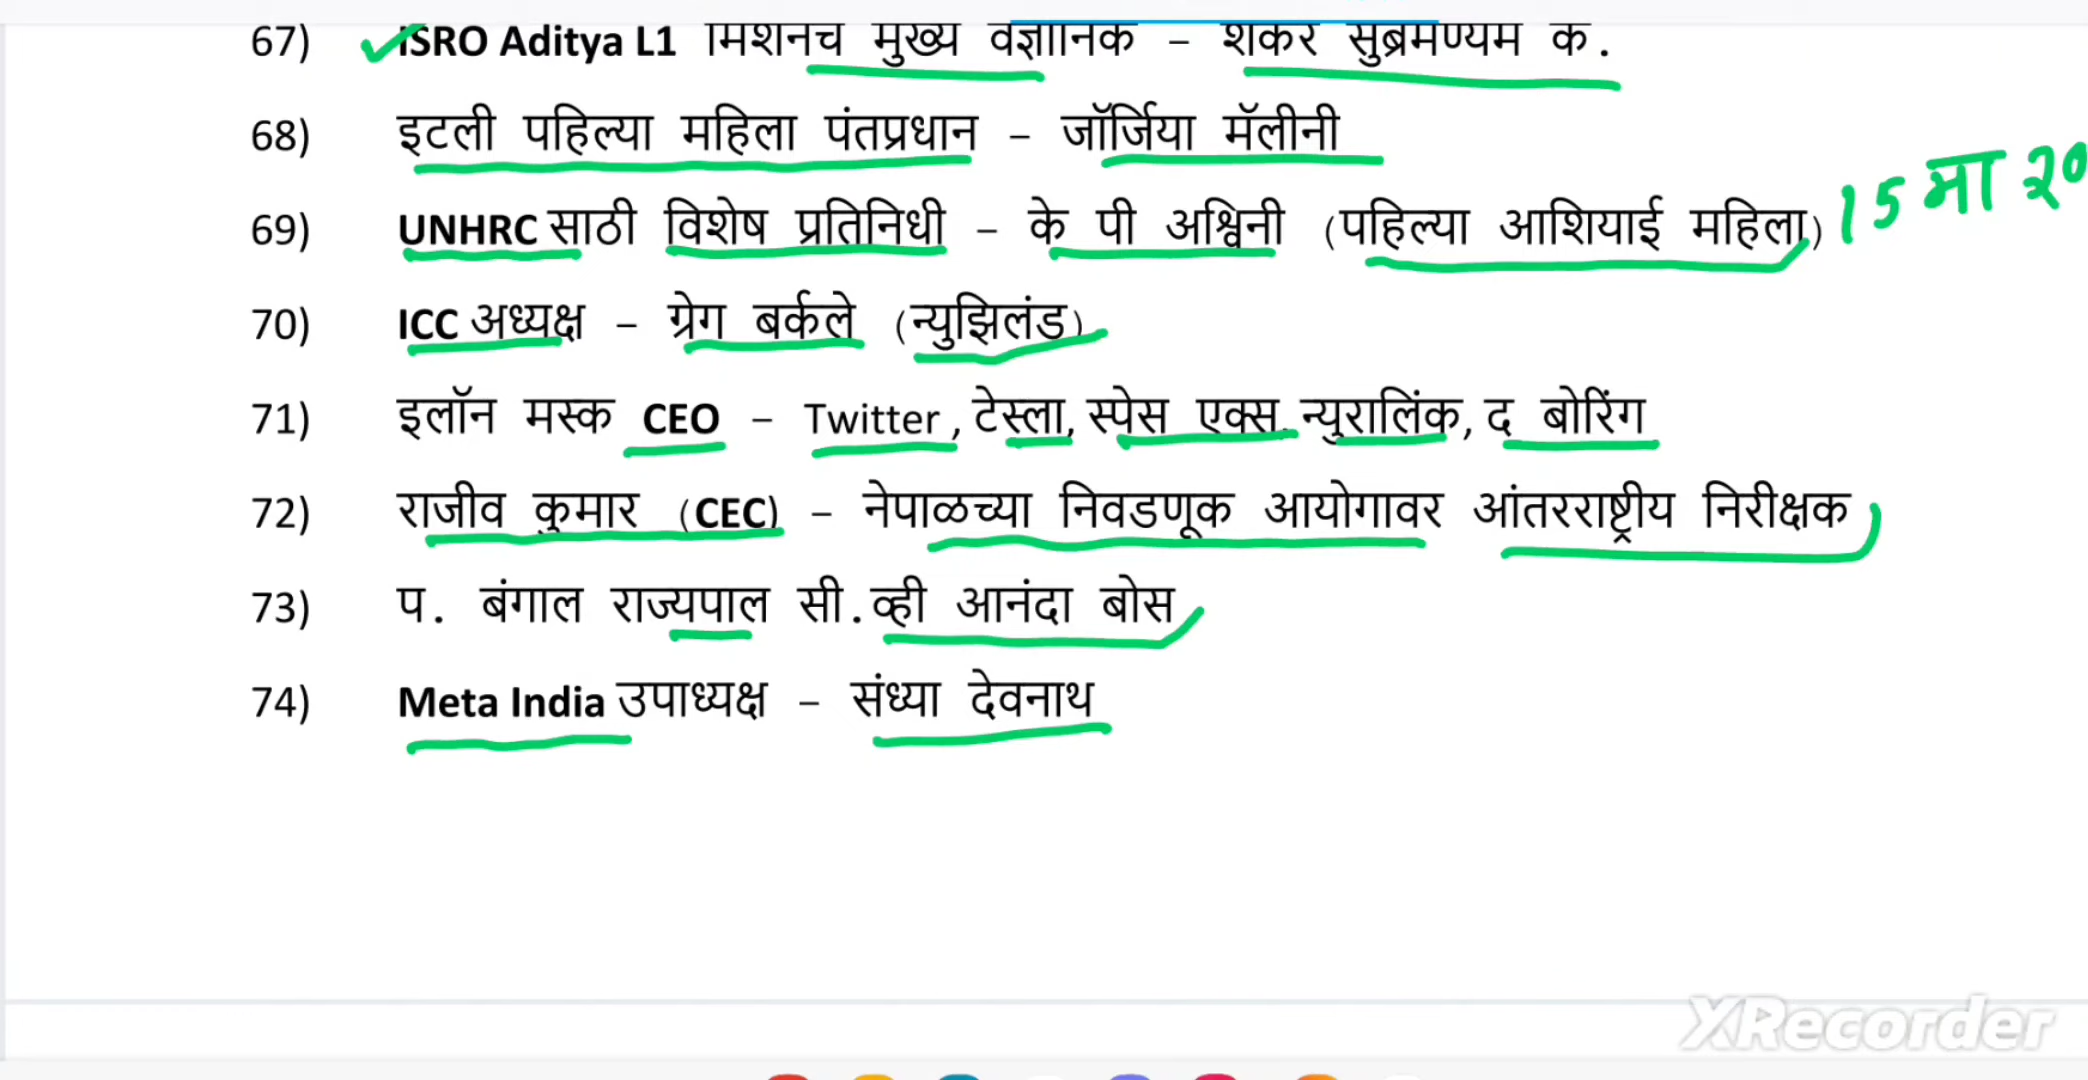 67) ISRO Aditya L1 मिशनचे मुख्य वैज्ञानिक – शंकर सुब्रमण्यम के.
68) इटली पहिल्या महिला पंतप्रधान – जॉर्जिया मॅलीनी
69) UNHRC साठी विशेष प्रतिनिधी – के पी अश्विनी (पहिल्या आशियाई महिला) 15 मा २०
70) ICC अध्यक्ष – ग्रेग बर्कले (न्युझिलंड)
71) इलॉन मस्क CEO – Twitter, टेस्ला, स्पेस एक्स, न्युरालिंक, द बोरिंग
72) राजीव कुमार (CEC) – नेपाळच्या निवडणूक आयोगावर आंतरराष्ट्रीय निरीक्षक
73) प. बंगाल राज्यपाल सी.व्ही आनंदा बोस
74) Meta India उपाध्यक्ष – संध्या देवनाथ
XRecorder